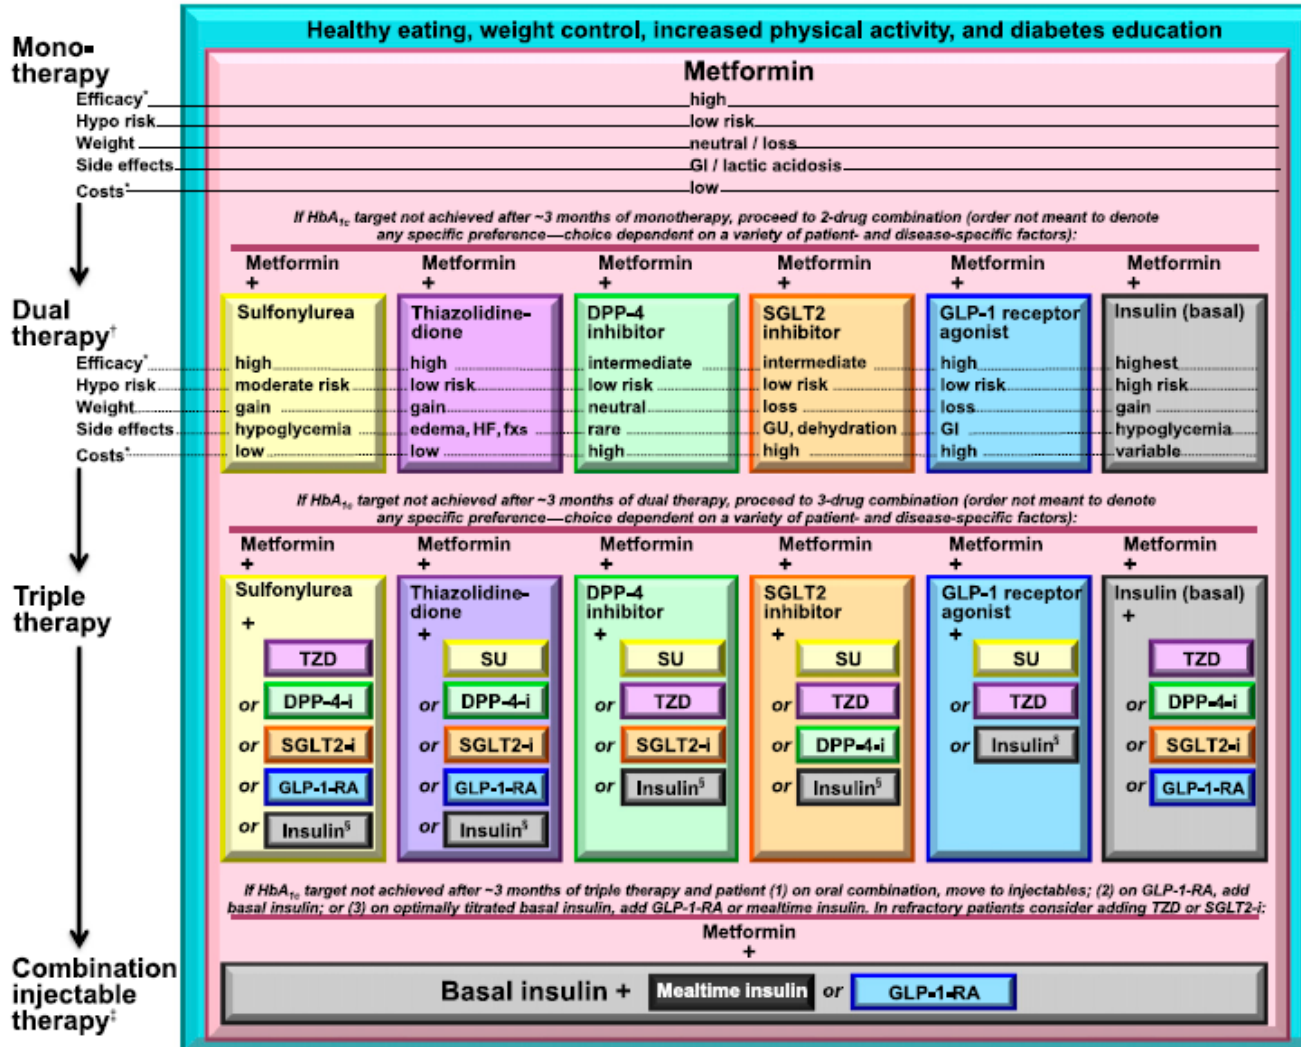 Healthy eating, weight control, increased physical activity, and diabetes education
Mono-
therapy
Metformin
Efficacy* high
Hypo risk low risk
Weight neutral / loss
Side effects GI / lactic acidosis
Costs* low
If HbA1c target not achieved after ~3 months of monotherapy, proceed to 2-drug combination (order not meant to denote
any specific preference—choice dependent on a variety of patient- and disease-specific factors):
Metformin Metformin Metformin Metformin Metformin Metformin
+ + + + + +
Dual
therapy†
Sulfonylurea Thiazolidine- DPP-4 SGLT2 GLP-1 receptor Insulin (basal)
dione inhibitor inhibitor agonist
Efficacy* high high intermediate intermediate high highest
Hypo risk moderate risk low risk low risk low risk low risk high risk
Weight gain gain neutral loss loss gain
Side effects hypoglycemia edema, HF, fxs rare GU, dehydration GI hypoglycemia
Costs* low low high high high variable
If HbA1c target not achieved after ~3 months of dual therapy, proceed to 3-drug combination (order not meant to denote
any specific preference—choice dependent on a variety of patient- and disease-specific factors):
Metformin Metformin Metformin Metformin Metformin Metformin
+ + + + + +
Triple
therapy
Sulfonylurea Thiazolidine- DPP-4 SGLT2 GLP-1 receptor Insulin (basal)
dione inhibitor inhibitor agonist
+ + + + + +
TZD SU SU SU SU TZD
or DPP-4-i or DPP-4-i or TZD or TZD or TZD or DPP-4-i
or SGLT2-i or SGLT2-i or SGLT2-i or DPP-4-i or Insulin§ or SGLT2-i
or GLP-1-RA or GLP-1-RA or Insulin§ or Insulin§ or GLP-1-RA
or Insulin§ or Insulin§
If HbA1c target not achieved after ~3 months of triple therapy and patient (1) on oral combination, move to injectables; (2) on GLP-1-RA, add
basal insulin; or (3) on optimally titrated basal insulin, add GLP-1-RA or mealtime insulin. In refractory patients consider adding TZD or SGLT2-i:
Metformin
+
Combination
injectable
therapy‡
Basal insulin + Mealtime insulin or GLP-1-RA